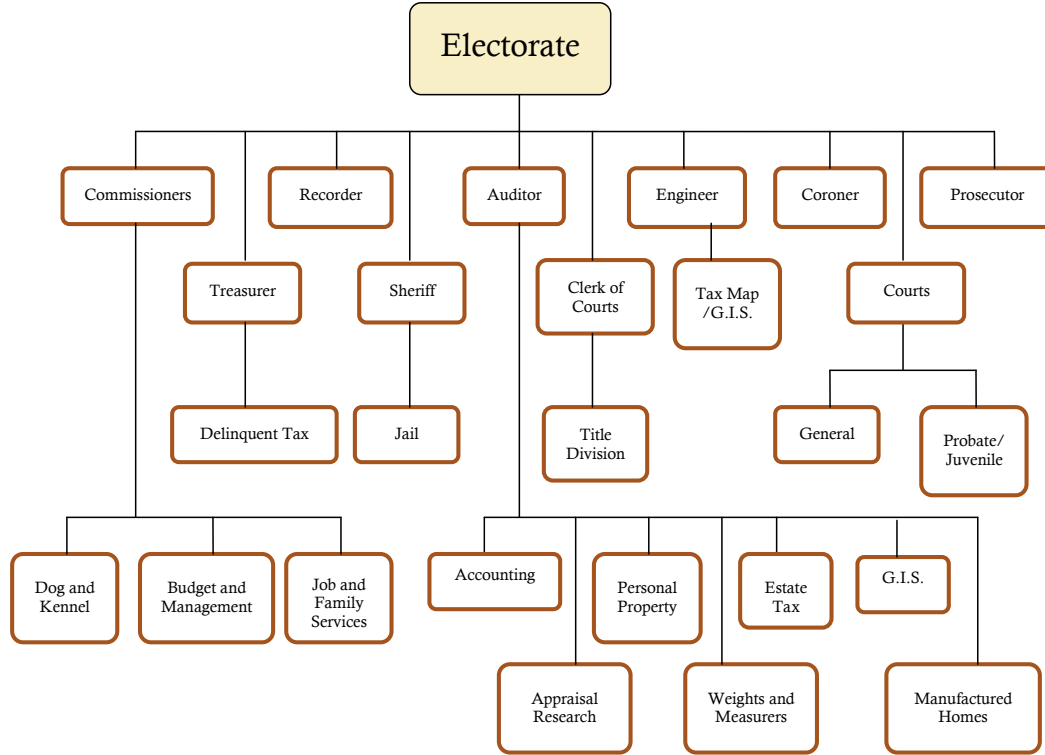 Electorate
Commissioners
Recorder
Auditor
Engineer
Coroner
Prosecutor
Treasurer
Sheriff
Clerk of
Courts
Tax Map
/G.I.S.
Courts
Delinquent Tax
Jail
Title
Division
General
Probate/
Juvenile
Dog and
Kennel
Budget and
Management
Job and
Family
Services
Accounting
Personal
Property
Estate
Tax
G.I.S.
Appraisal
Research
Weights and
Measurers
Manufactured
Homes